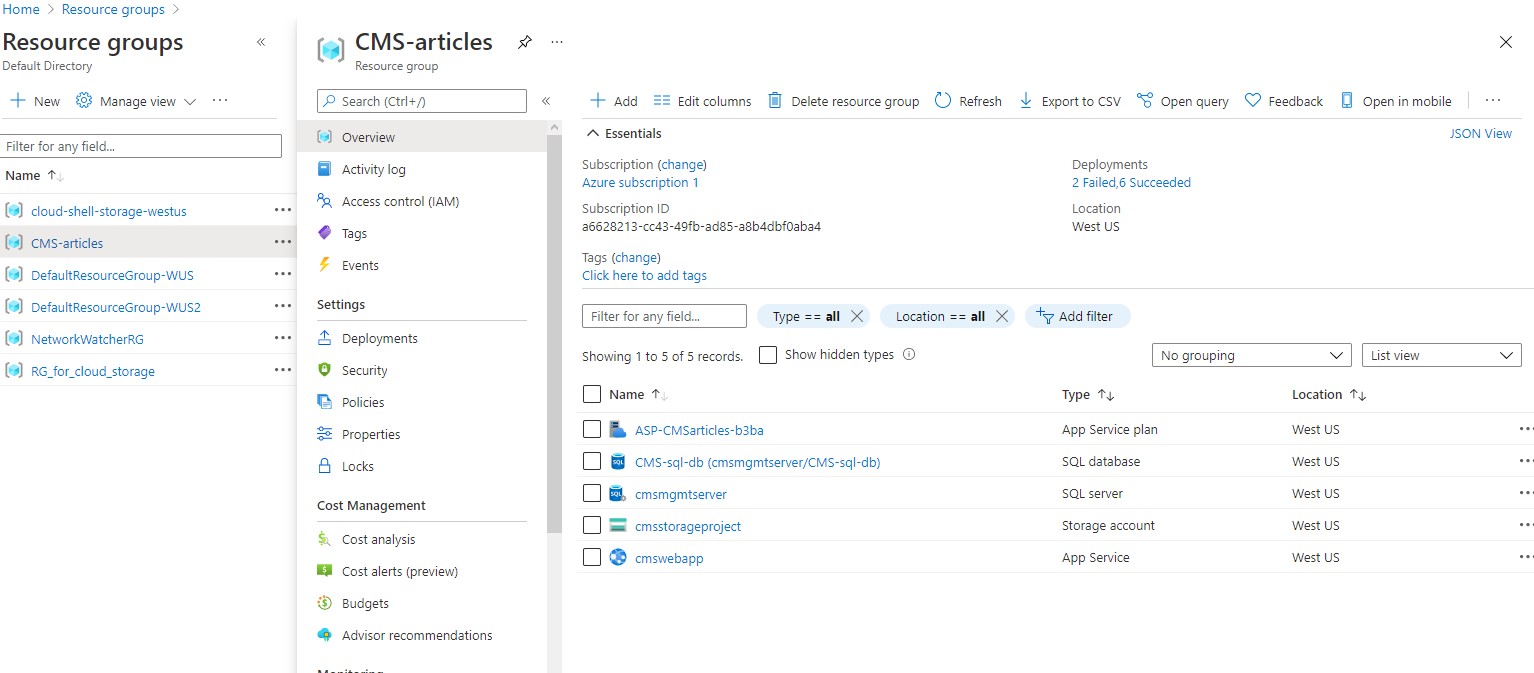 Home > Resource groups >
Resource groups
Default Directory
New Manage view ...
Filter for any field...
Name
cloud-shell-storage-westus
CMS-articles
DefaultResourceGroup-WUS
DefaultResourceGroup-WUS2
NetworkWatcherRG
RG_for_cloud_storage
CMS-articles
Resource group
Search (Ctrl+/)
Overview
Activity log
Access control (IAM)
Tags
Events
Settings
Deployments
Security
Policies
Properties
Locks
Cost Management
Cost analysis
Cost alerts (preview)
Budgets
Advisor recommendations
Monitoring
Add Edit columns Delete resource group Refresh Export to CSV Open query Feedback Open in mobile ...
Essentials JSON View
Subscription (change)
Azure subscription 1
Subscription ID
a6628213-cc43-49fb-ad85-a8b4dbf0aba4
Tags (change)
Click here to add tags
Deployments
2 Failed,6 Succeeded
Location
West US
Filter for any field... Type == all Location == all Add filter
Showing 1 to 5 of 5 records. Show hidden types No grouping List view
Name Type Location
ASP-CMSarticles-b3ba App Service plan West US
SQL CMS-sql-db (cmsmgmtserver/CMS-sql-db) SQL database West US
SQL cmsmgmtserver SQL server West US
cmsstorageproject Storage account West US
cmswebapp App Service West US